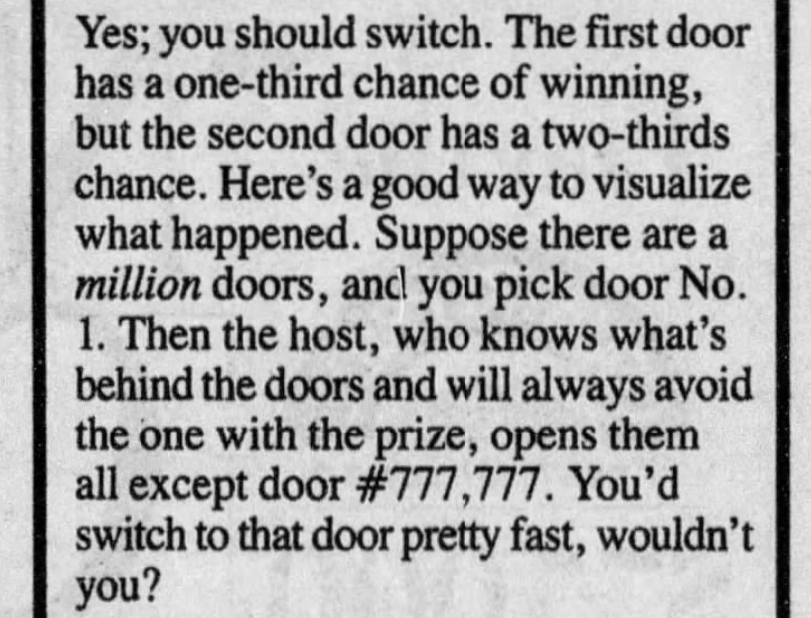 Yes; you should switch. The first door
has a one-third chance of winning,
but the second door has a two-thirds
chance. Here's a good way to visualize
what happened. Suppose there are a
million doors, and you pick door No.
1. Then the host, who knows what's
behind the doors and will always avoid
the one with the prize, opens them
all except door #777,777. You'd
switch to that door pretty fast, wouldn't
you?